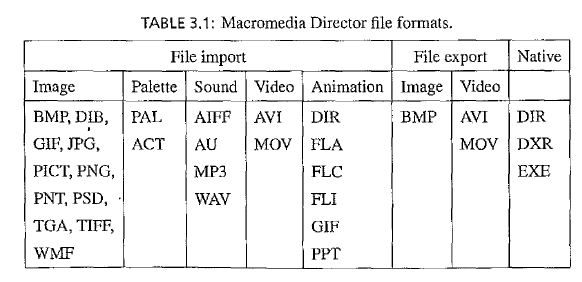 TABLE 3.1: Macromedia Director file formats.
File import File export Native
Image Palette Sound Video Animation Image Video
BMP, DIB, PAL AIFF AVI DIR BMP AVI DIR
GIF, JPG, ACT AU MOV FLA MOV DXR
PICT, PNG, MP3 FLC EXE
PNT, PSD, WAV FLI
TGA, TIFF, GIF
WMF PPT